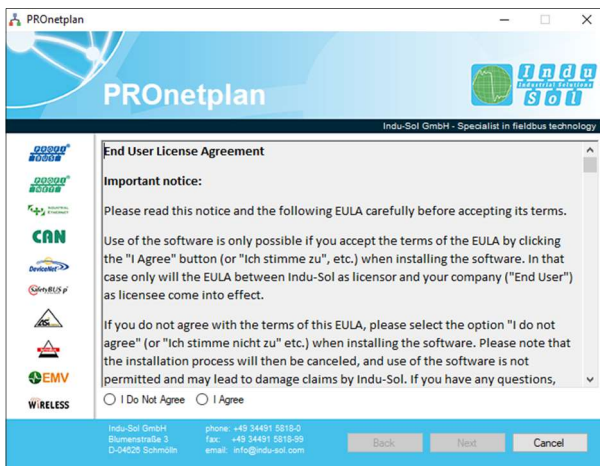 PROnetplan
PROnetplan
Indu
Industrial Solutions
Sol
Indu-Sol GmbH - Specialist in fieldbus technology
INDUSTRIAL ETHERNET
CAN
DeviceNet
SafetyBUS p
EMV
WiRELESS
End User License Agreement
Important notice:
Please read this notice and the following EULA carefully before accepting its terms.
Use of the software is only possible if you accept the terms of the EULA by clicking
the "I Agree" button (or "Ich stimme zu", etc.) when installing the software. In that
case only will the EULA between Indu-Sol as licensor and your company ("End User")
as licensee come into effect.
If you do not agree with the terms of this EULA, please select the option "I do not
agree" (or "Ich stimme nicht zu" etc.) when installing the software. Please note that
the installation process will then be canceled, and use of the software is not
permitted and may lead to damage claims by Indu-Sol. If you have any questions,
I Do Not Agree I Agree
Indu-Sol GmbH phone: +49 34491 5818-0
Blumenstraße 3 fax: +49 34491 5818-99
D-04626 Schmölln email: info@indu-sol.com
Back Next Cancel